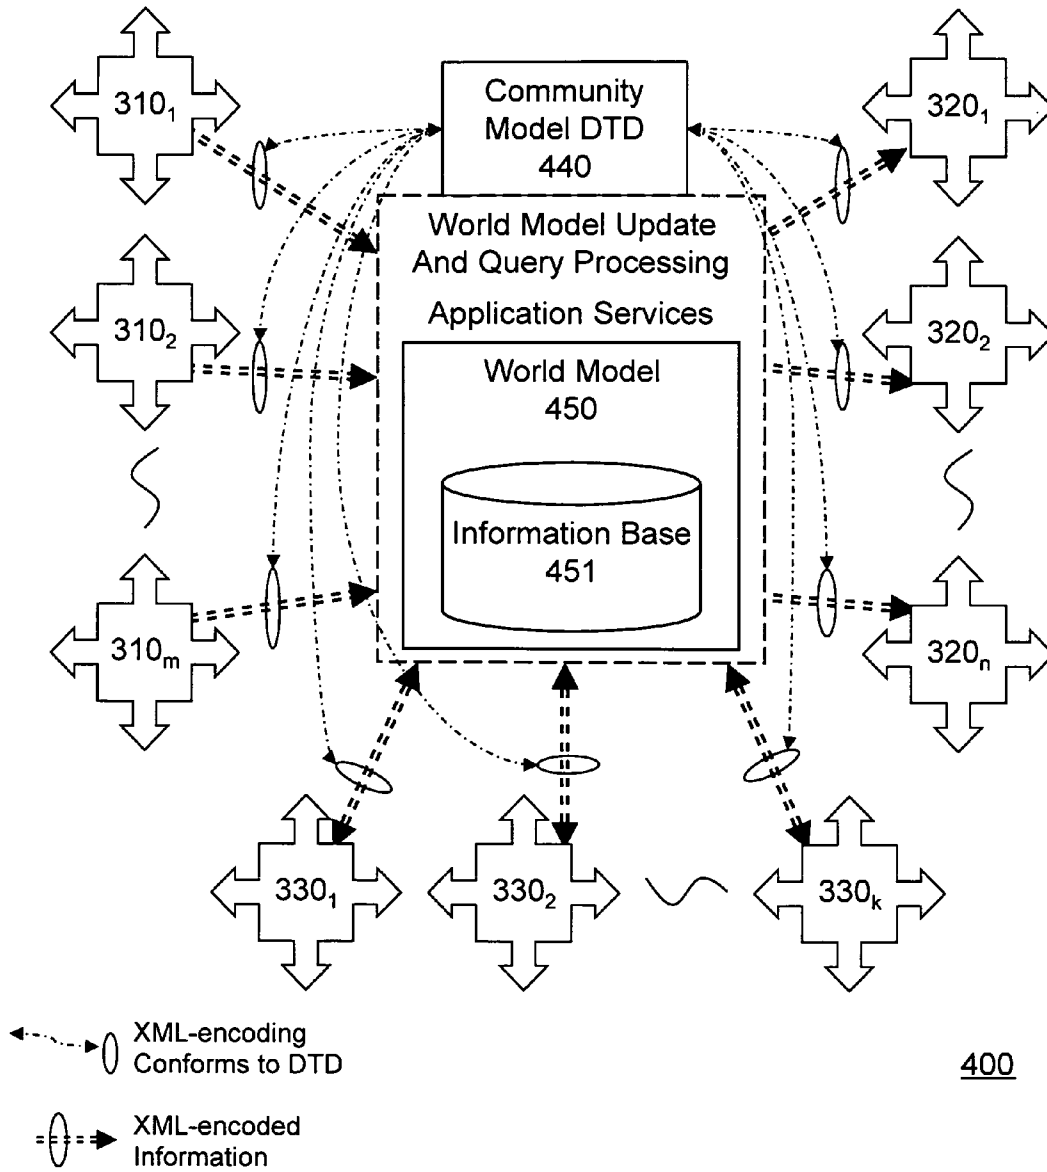 310₁
Community
Model DTD
440
320₁
World Model Update
And Query Processing
Application Services
310₂
320₂
World Model
450
Information Base
451
310ₘ
320ₙ
330₁
330₂
330ₖ
XML-encoding
Conforms to DTD
400
XML-encoded
Information